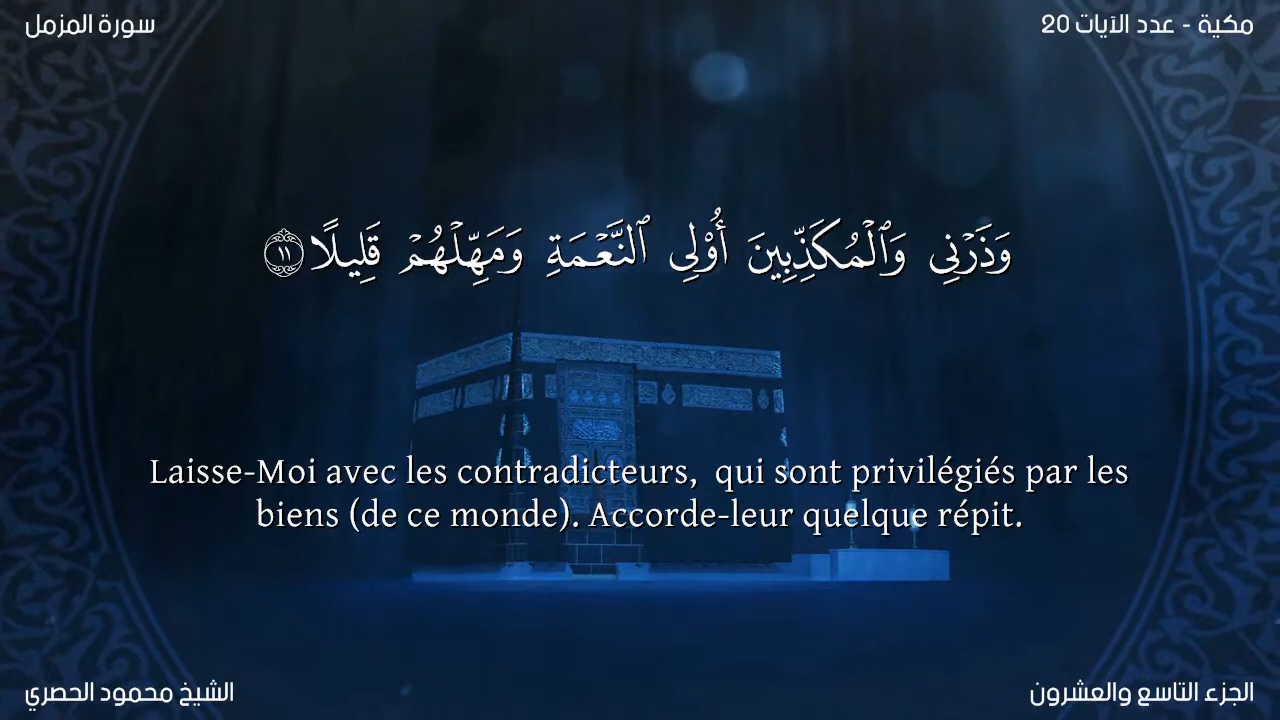 سورة المزمل
مكية - عدد الآيات 20
وَذَرْنِى وَٱلْمُكَذِّبِينَ أُو۟لِى ٱلنَّعْمَةِ وَمَهِّلْهُمْ قَلِيلًا ١١
Laisse-Moi avec les contradicteurs, qui sont privilégiés par les
biens (de ce monde). Accorde-leur quelque répit.
الشيخ محمود الحصري
الجزء التاسع والعشرون